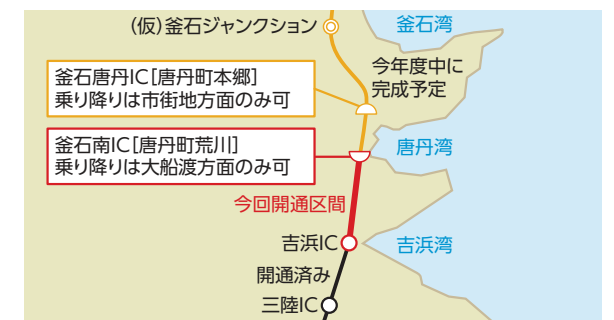 (仮)釜石ジャンクション
釜石湾
今年度中に
完成予定
釜石唐丹IC[唐丹町本郷]
乗り降りは市街地方面のみ可
釜石南IC[唐丹町荒川]
乗り降りは大船渡方面のみ可
唐丹湾
今回開通区間
吉浜IC
吉浜湾
開通済み
三陸IC